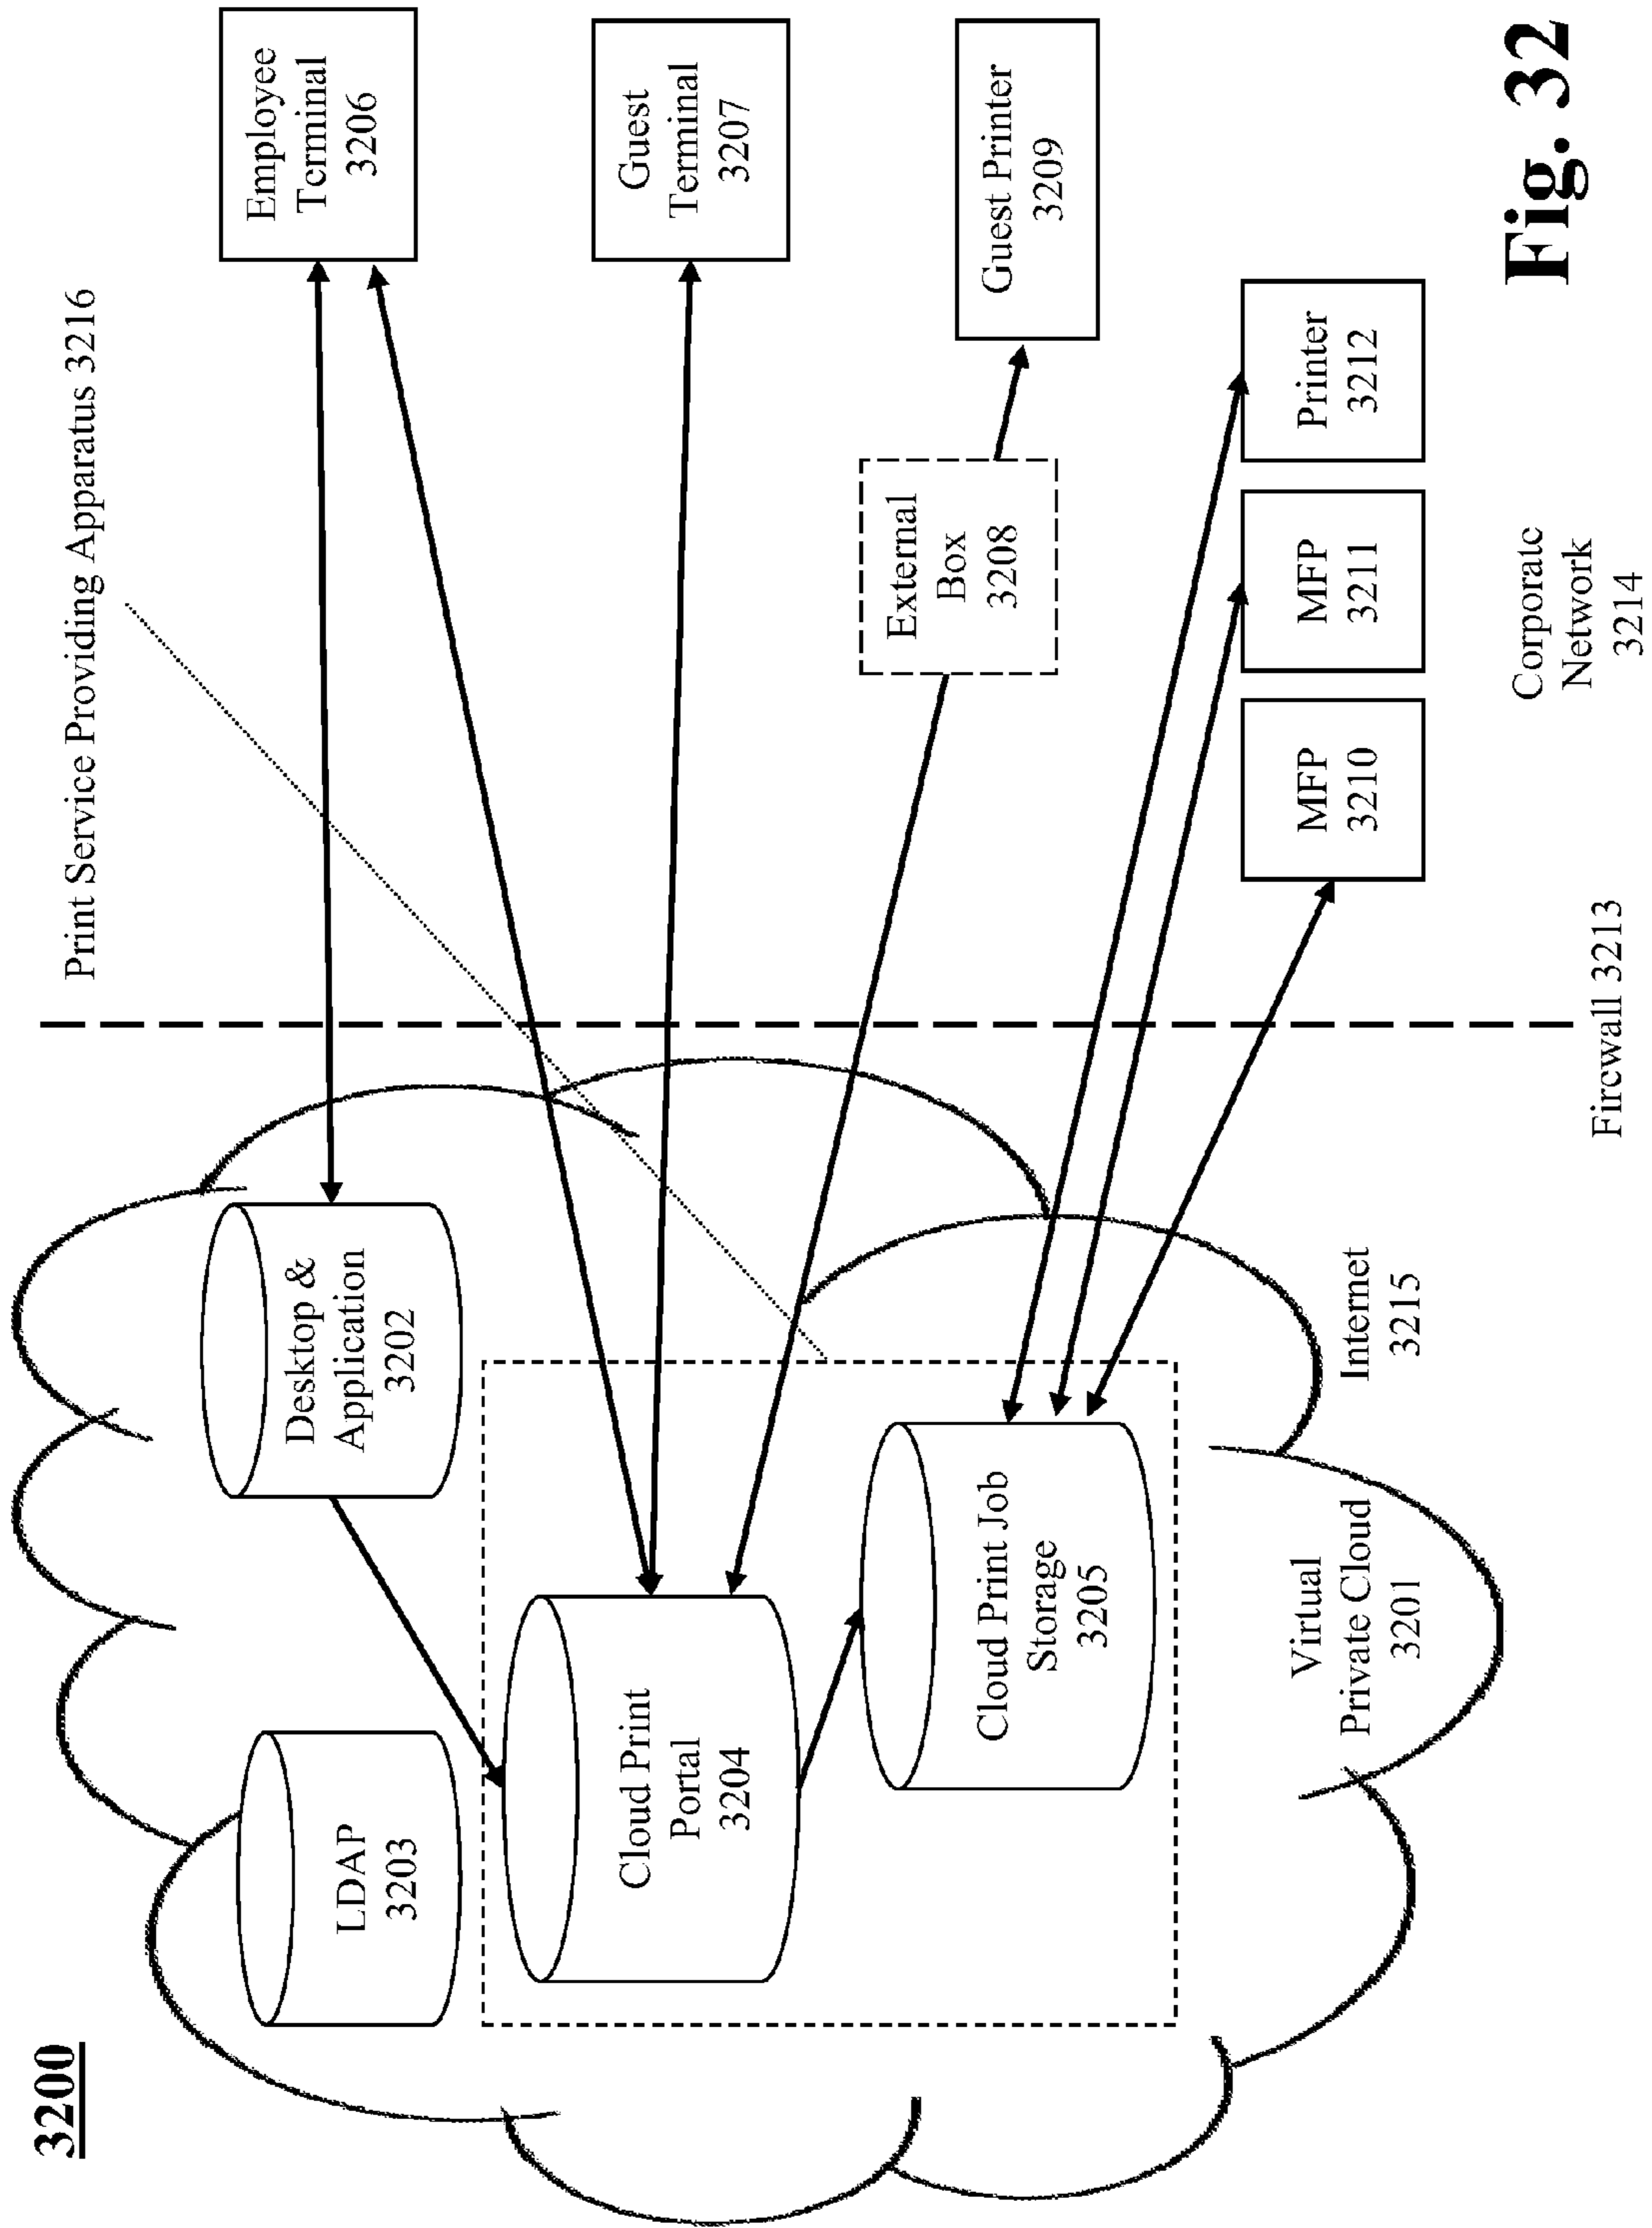 3200
Print Service Providing Apparatus 3216
LDAP
3203
Desktop &
Application
3202
Employee
Terminal
3206
Cloud Print
Portal
3204
Guest
Terminal
3207
Cloud Print Job
Storage
3205
External
Box
3208
Guest Printer
3209
MFP
3210
MFP
3211
Printer
3212
Virtual
Private Cloud
3201
Internet
3215
Firewall 3213
Corporate
Network
3214
Fig. 32